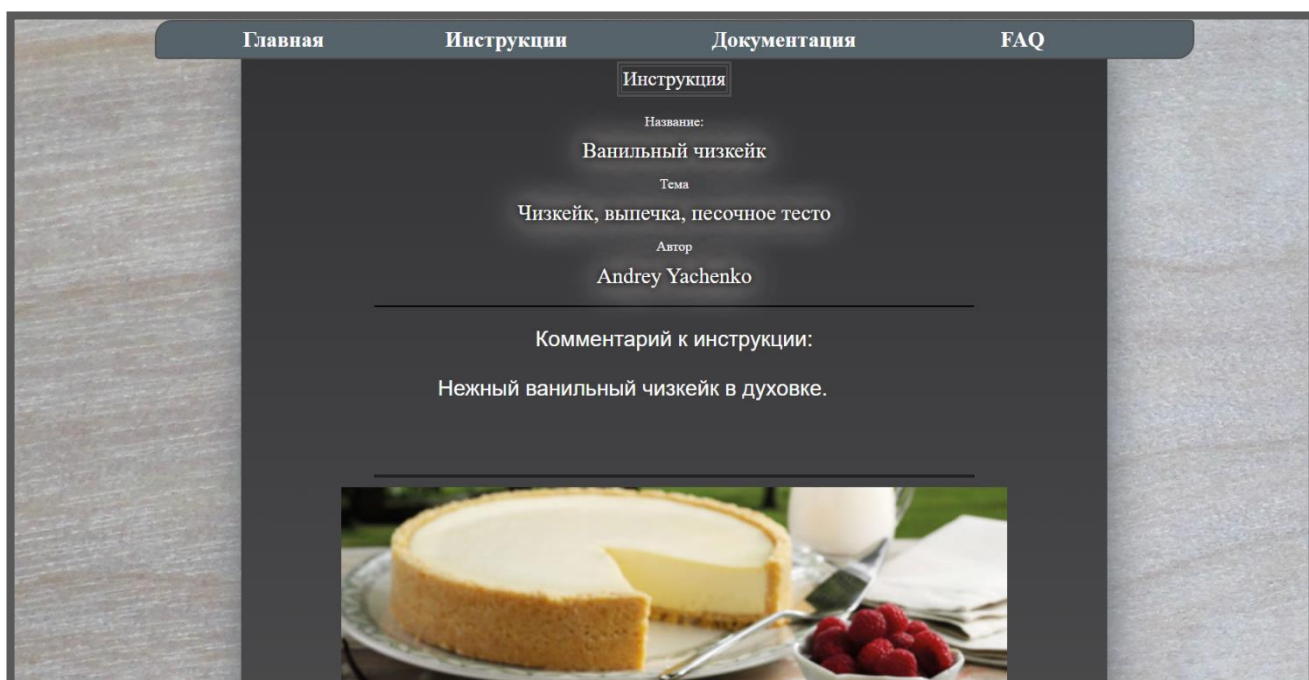 Главная Инструкции Документация FAQ
Инструкция
Название:
Ванильный чизкейк
Тема
Чизкейк, выпечка, песочное тесто
Автор
Andrey Yachenko
Комментарий к инструкции:
Нежный ванильный чизкейк в духовке.